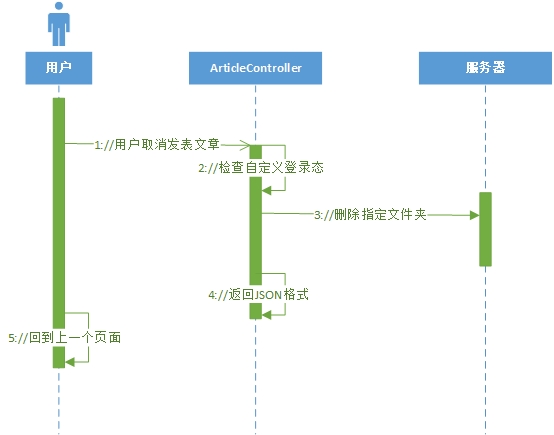 用户
ArticleController
服务器
1://用户取消发表文章
2://检查自定义登录态
3://删除指定文件夹
4://返回JSON格式
5://回到上一个页面